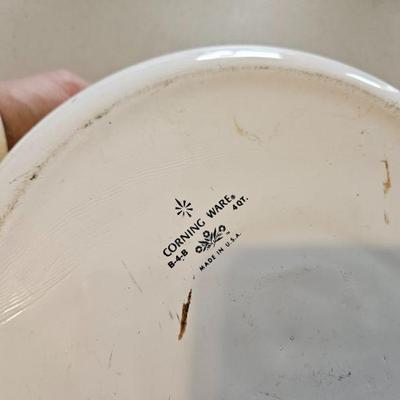 CORNING WARE®
B-4-B 4 QT.
MADE IN U.S.A.